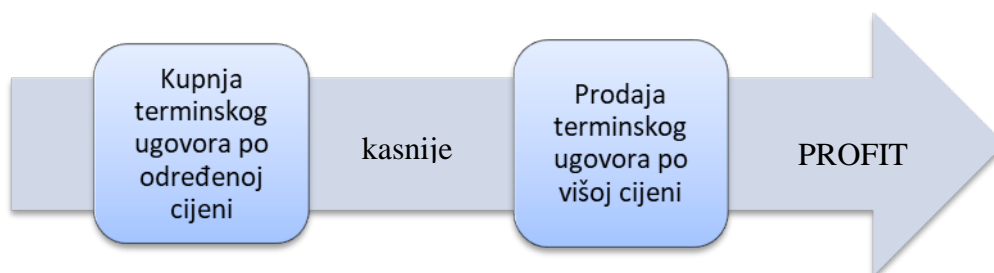 Kupnja
terminskog
ugovora po
određenoj
cijeni
kasnije
Prodaja
terminskog
ugovora po
višoj cijeni
PROFIT